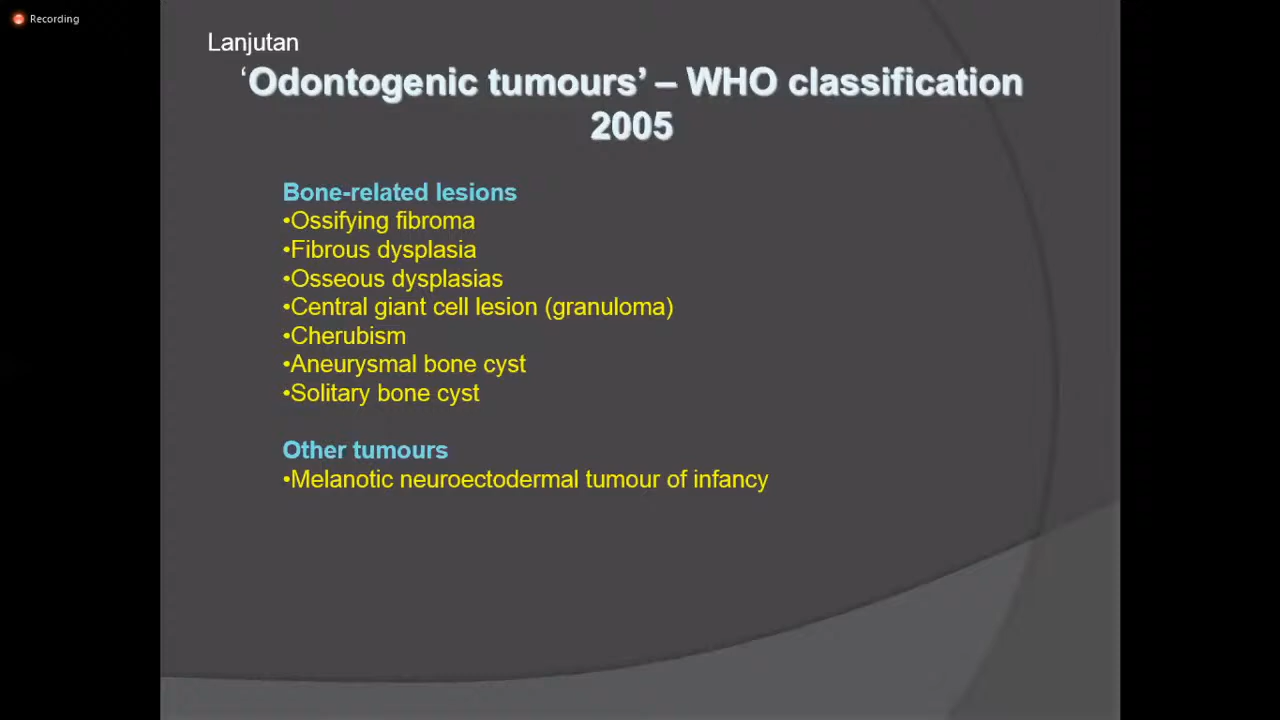 Recording
Lanjutan
‘Odontogenic tumours’ – WHO classification
2005
Bone-related lesions
•Ossifying fibroma
•Fibrous dysplasia
•Osseous dysplasias
•Central giant cell lesion (granuloma)
•Cherubism
•Aneurysmal bone cyst
•Solitary bone cyst
Other tumours
•Melanotic neuroectodermal tumour of infancy